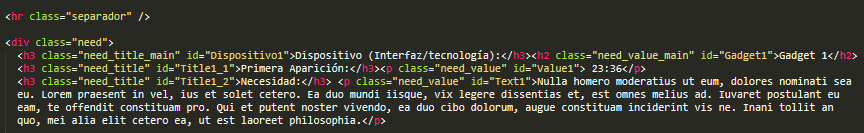 <hr class="separador" />
<div class="need">
<h3 class="need_title_main" id="Dispositivo1">Dispositivo (Interfaz/tecnología):</h3><h2 class="need_value_main" id="Gadget1">Gadget 1</h2>
<h3 class="need_title" id="Title1_1">Primera Aparición:</h3><p class="need_value" id="Value1"> 23:36</p>
<h3 class="need_title" id="Title1_2">Necesidad:</h3> <p class="need_value" id="Text1">Nulla homero moderatius ut eum, dolores nominati sea
eu. Lorem praesent in vel, ius et solet cetero. Ea duo mundi iisque, vix legere dissentias et, est omnes melius ad. Iuvaret postulant eu
eam, te offendit constituam pro. Qui et putent noster vivendo, ea duo cibo dolorum, augue constituam inciderint vis ne. Inani tollit an
quo, mei alia elit cetero ea, ut est laoreet philosophia.</p>